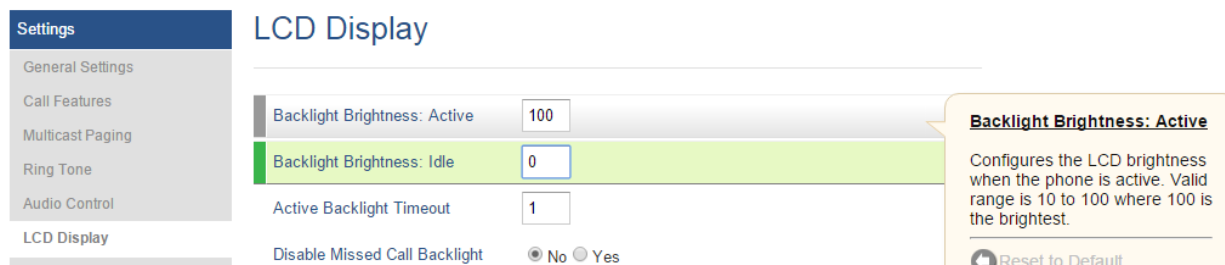 Settings
General Settings
Call Features
Multicast Paging
Ring Tone
Audio Control
LCD Display
LCD Display
Backlight Brightness: Active 100
Backlight Brightness: Idle 0
Active Backlight Timeout 1
Disable Missed Call Backlight No Yes
Backlight Brightness: Active
Configures the LCD brightness
when the phone is active. Valid
range is 10 to 100 where 100 is
the brightest.
Reset to Default